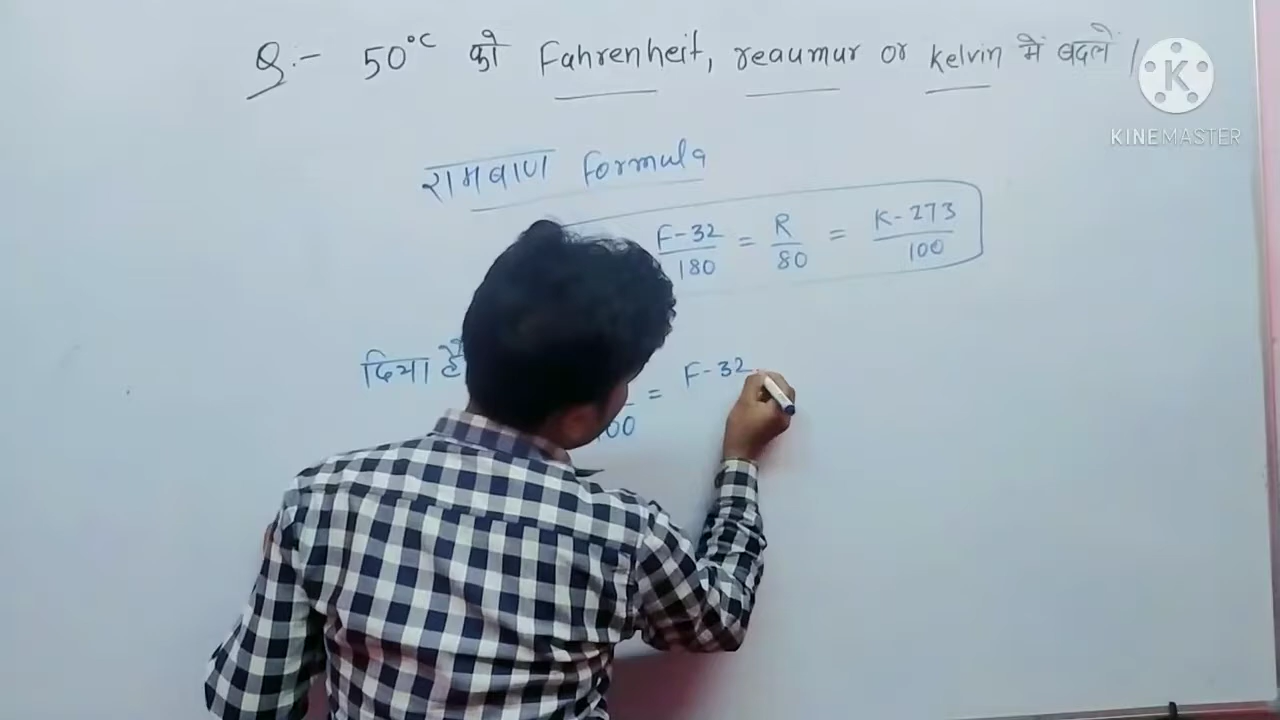 Q:- 50°C को Fahrenheit, reaumur or kelvin में बदलें |
K
KINEMASTER
रामबाण formula
F-32/180 = R/80 = K-273/100
दिया है
00 = F-32